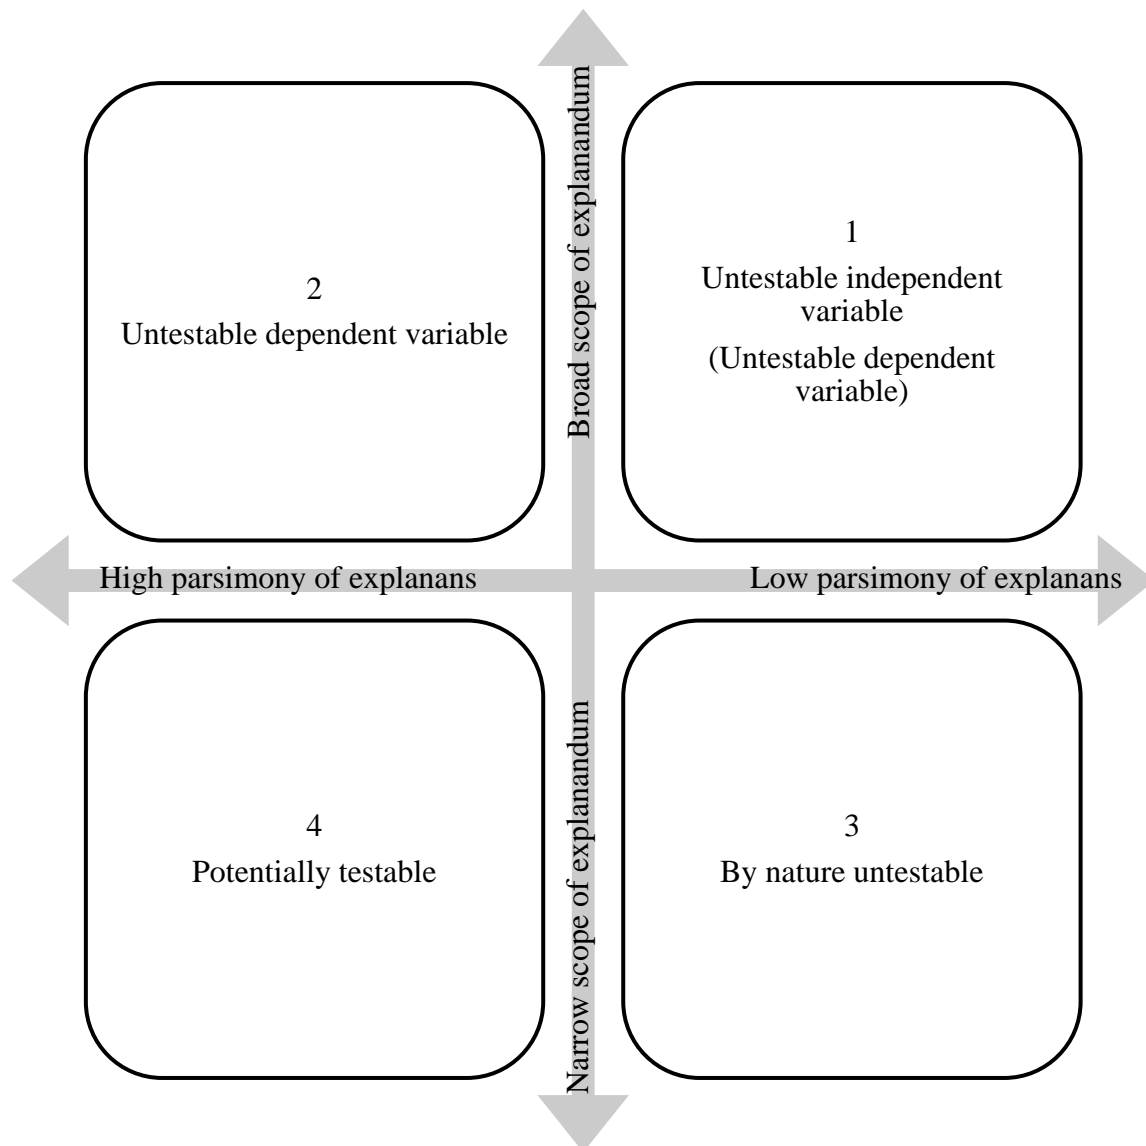 Broad scope of explanandum
2
Untestable dependent variable
1
Untestable independent
variable
(Untestable dependent
variable)
High parsimony of explanans
Low parsimony of explanans
4
Potentially testable
3
By nature untestable
Narrow scope of explanandum